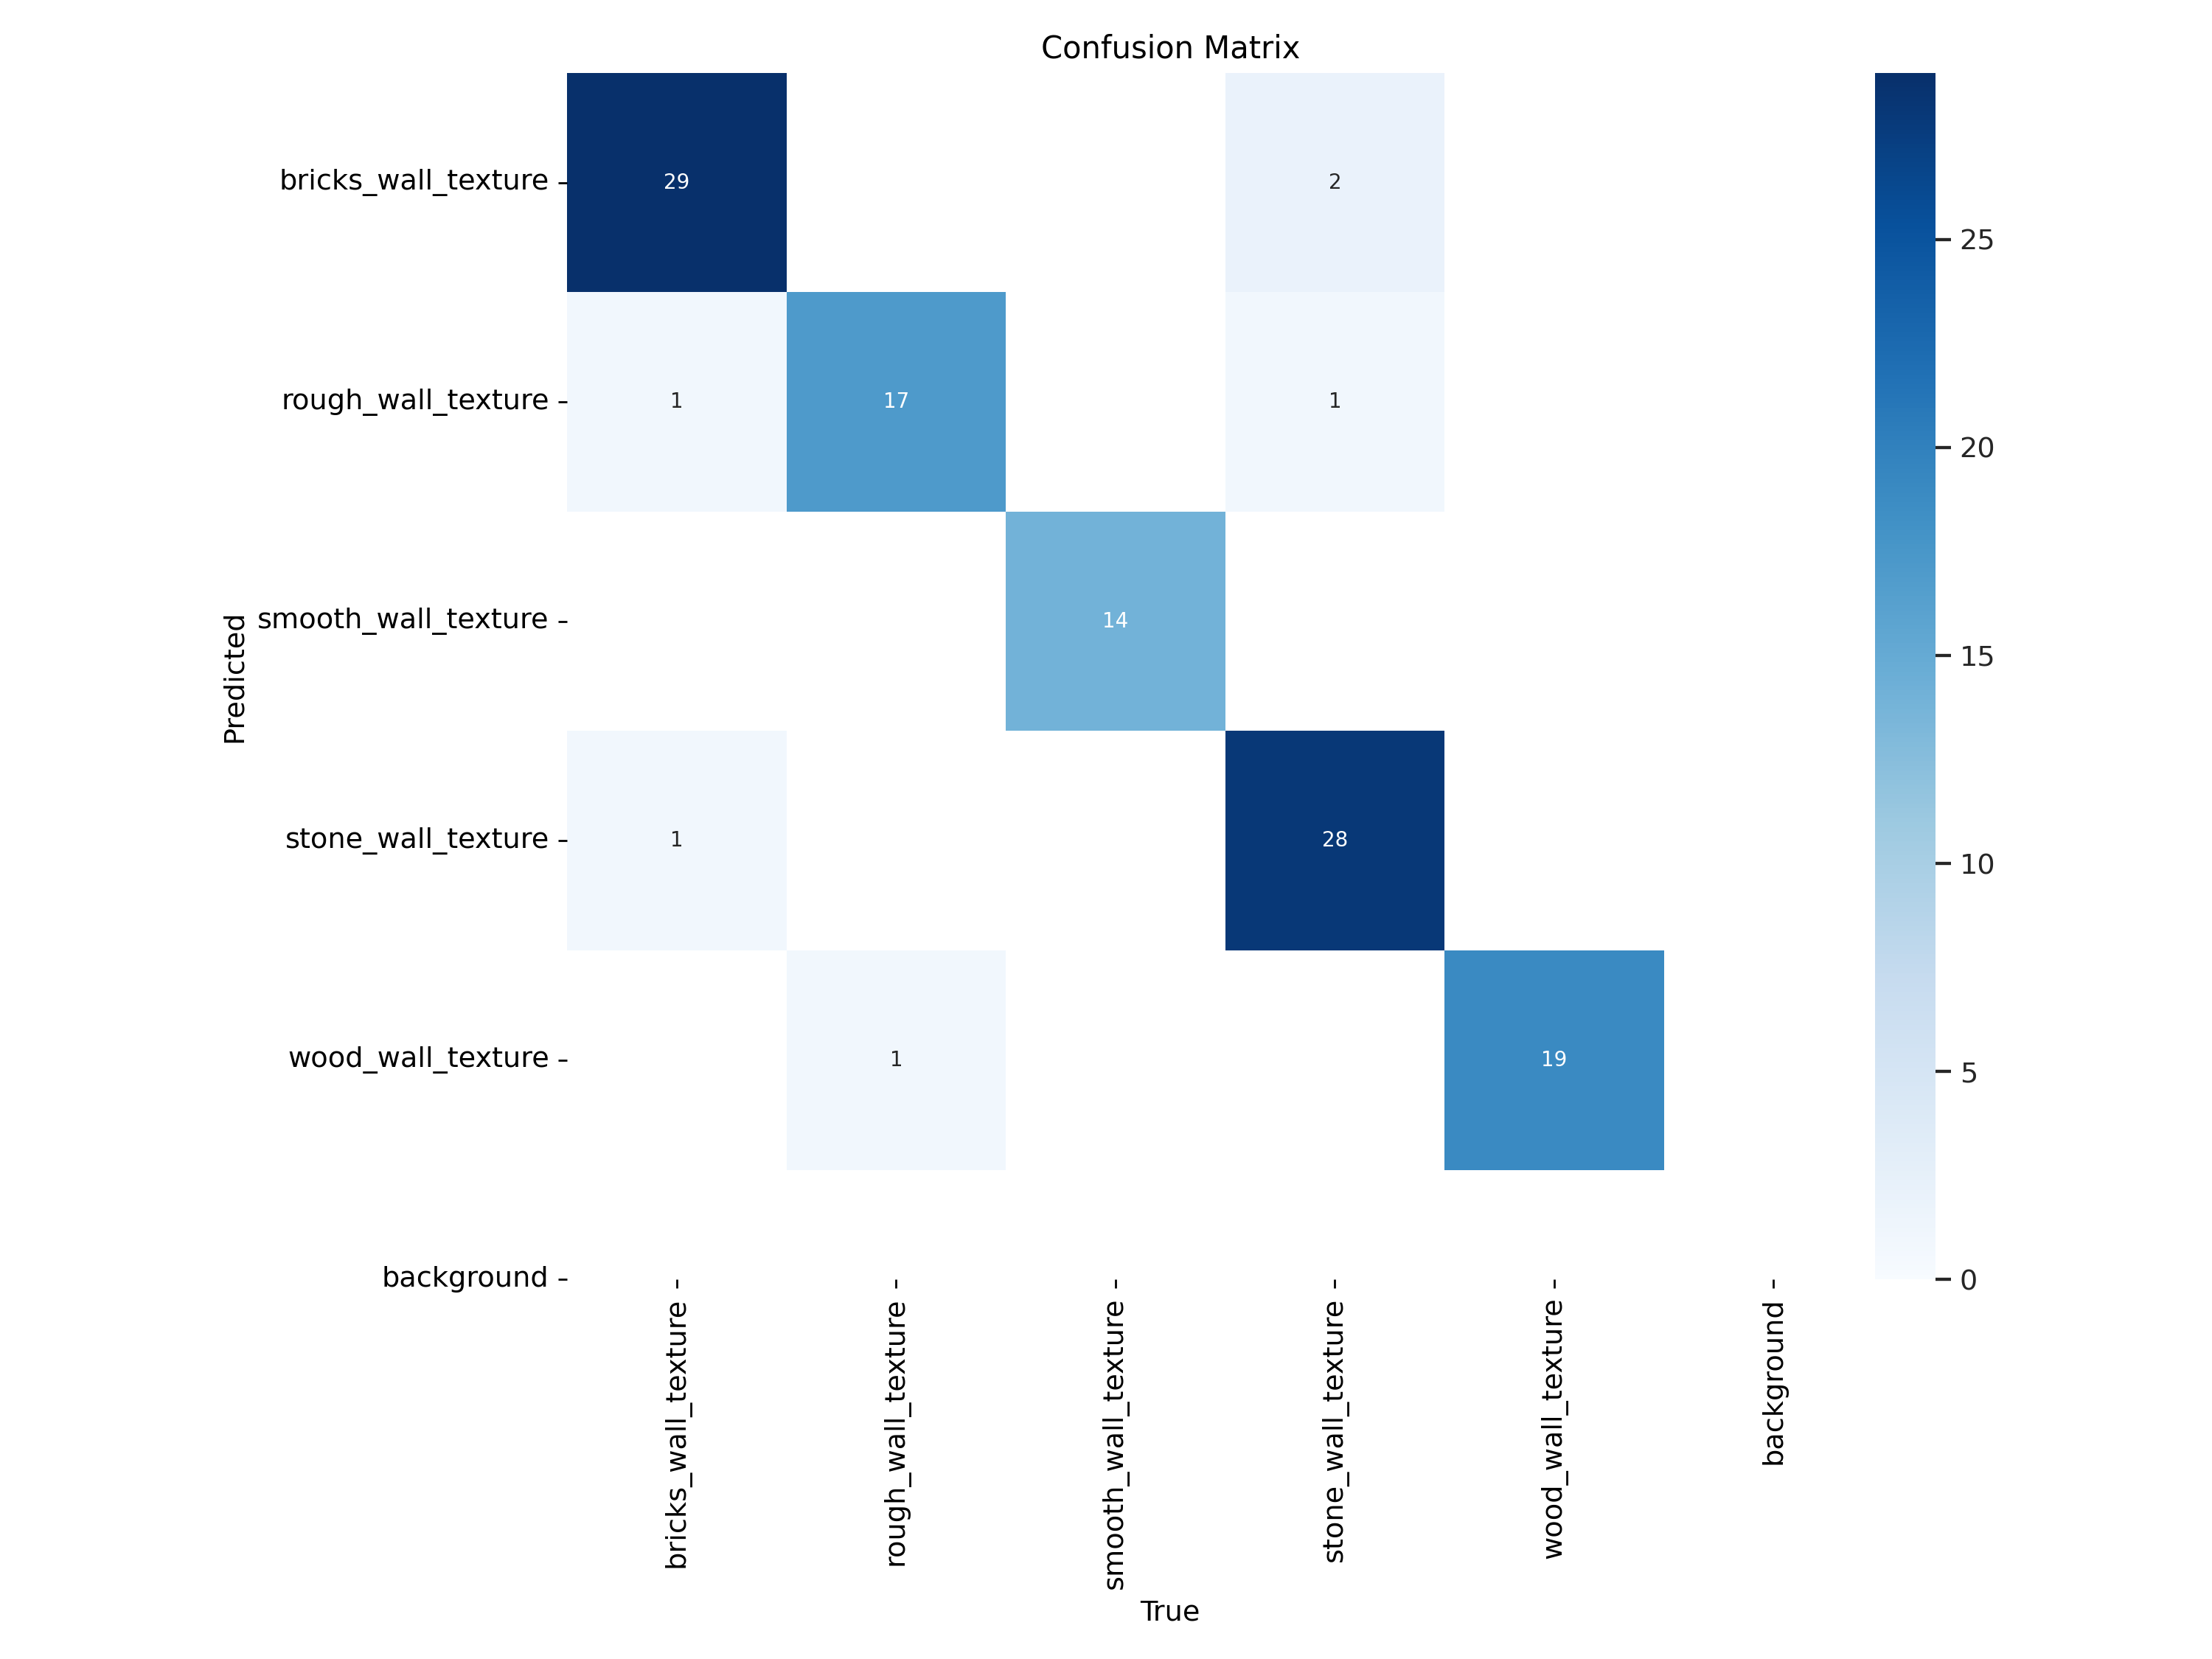 Confusion Matrix
bricks_wall_texture
29
2
25
rough_wall_texture
1
17
1
20
Predicted
smooth_wall_texture
14
15
stone_wall_texture
1
28
10
wood_wall_texture
1
19
5
background
0
bricks_wall_texture
rough_wall_texture
smooth_wall_texture
stone_wall_texture
wood_wall_texture
background
True